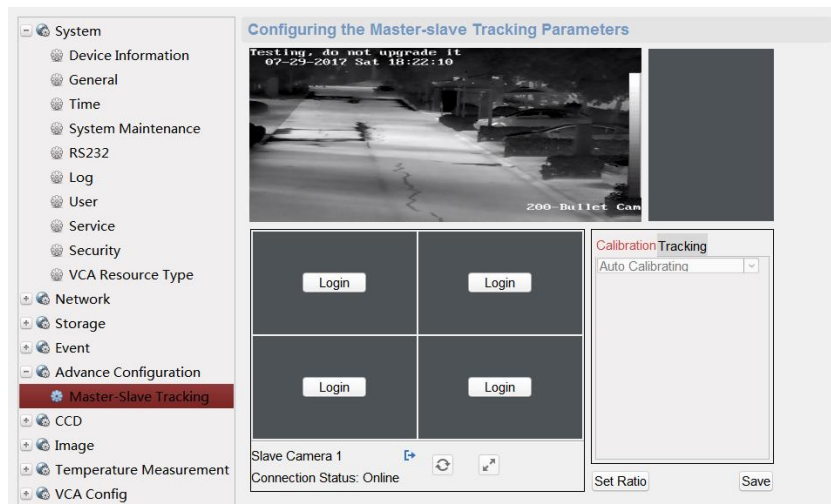 System
Device Information
General
Time
System Maintenance
RS232
Log
User
Service
Security
VCA Resource Type
Network
Storage
Event
Advance Configuration
Master-Slave Tracking
CCD
Image
Temperature Measurement
VCA Config
Configuring the Master-slave Tracking Parameters
Testing, do not upgrade it
07-29-2017 Sat 18:22:10
200-Bullet Cam
Login
Login
Login
Login
Slave Camera 1
Connection Status: Online
Calibration Tracking
Auto Calibrating
Set Ratio
Save